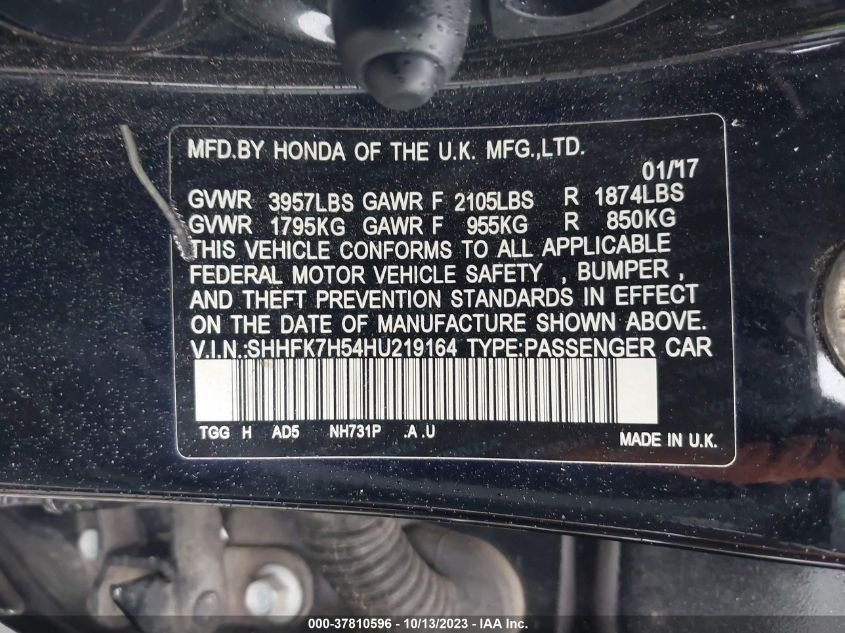 MFD.BY HONDA OF THE U.K. MFG.,LTD.
01/'17
GVWR 3957LBS GAWR F 2105LBS R 1874LBS
GVWR 1795KG GAWR F 955KG R 850KG
THIS VEHICLE CONFORMS TO ALL APPLICABLE
FEDERAL MOTOR VEHICLE SAFETY , BUMPER ,
AND THEFT PREVENTION STANDARDS IN EFFECT
ON THE DATE OF MANUFACTURE SHOWN ABOVE.
V.I.N.:SHHFK7H54HU219164 TYPE:PASSENGER CAR
TGG H AD5 NH731P .A .U
MADE IN U.K.
000-37810596 - 10/13/2023 - IAA Inc.